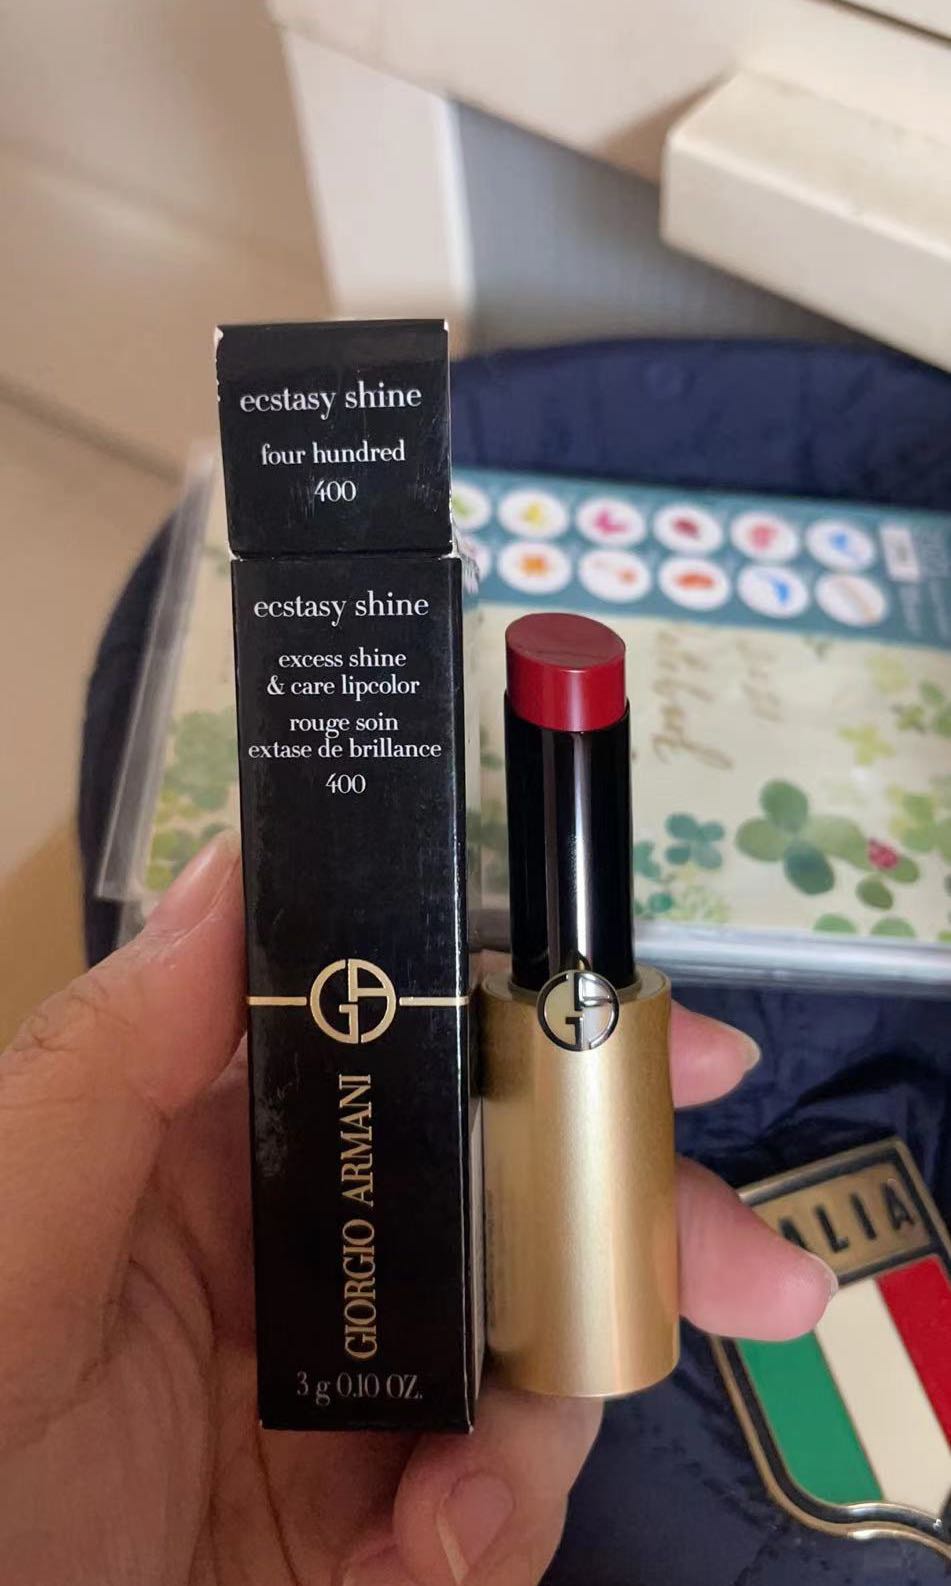 ecstasy shine
four hundred
400
ecstasy shine
excess shine
& care lipcolor
rouge soin
extase de brillance
400
GIORGIO ARMANI
3 g 0.10 OZ.
ALIA